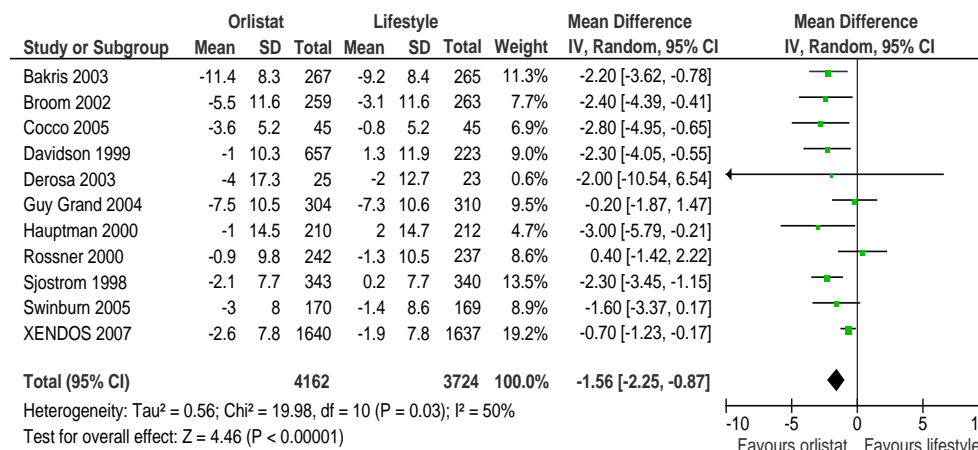 Orlistat Lifestyle Mean Difference Mean Difference
Study or Subgroup Mean SD Total Mean SD Total Weight IV, Random, 95% CI IV, Random, 95% CI
Bakris 2003 -11.4 8.3 267 -9.2 8.4 265 11.3% -2.20 [-3.62, -0.78]
Broom 2002 -5.5 11.6 259 -3.1 11.6 263 7.7% -2.40 [-4.39, -0.41]
Cocco 2005 -3.6 5.2 45 -0.8 5.2 45 6.9% -2.80 [-4.95, -0.65]
Davidson 1999 -1 10.3 657 1.3 11.9 223 9.0% -2.30 [-4.05, -0.55]
Derosa 2003 -4 17.3 25 -2 12.7 23 0.6% -2.00 [-10.54, 6.54]
Guy Grand 2004 -7.5 10.5 304 -7.3 10.6 310 9.5% -0.20 [-1.87, 1.47]
Hauptman 2000 -1 14.5 210 2 14.7 212 4.7% -3.00 [-5.79, -0.21]
Rossner 2000 -0.9 9.8 242 -1.3 10.5 237 8.6% 0.40 [-1.42, 2.22]
Sjostrom 1998 -2.1 7.7 343 0.2 7.7 340 13.5% -2.30 [-3.45, -1.15]
Swinburn 2005 -3 8 170 -1.4 8.6 169 8.9% -1.60 [-3.37, 0.17]
XENDOS 2007 -2.6 7.8 1640 -1.9 7.8 1637 19.2% -0.70 [-1.23, -0.17]
Total (95% CI) 4162 3724 100.0% -1.56 [-2.25, -0.87]
Heterogeneity: Tau² = 0.56; Chi² = 19.98, df = 10 (P = 0.03); I² = 50%
Test for overall effect: Z = 4.46 (P < 0.00001)
-10 -5 0 5 1
Favours orlistat Favours lifestyle